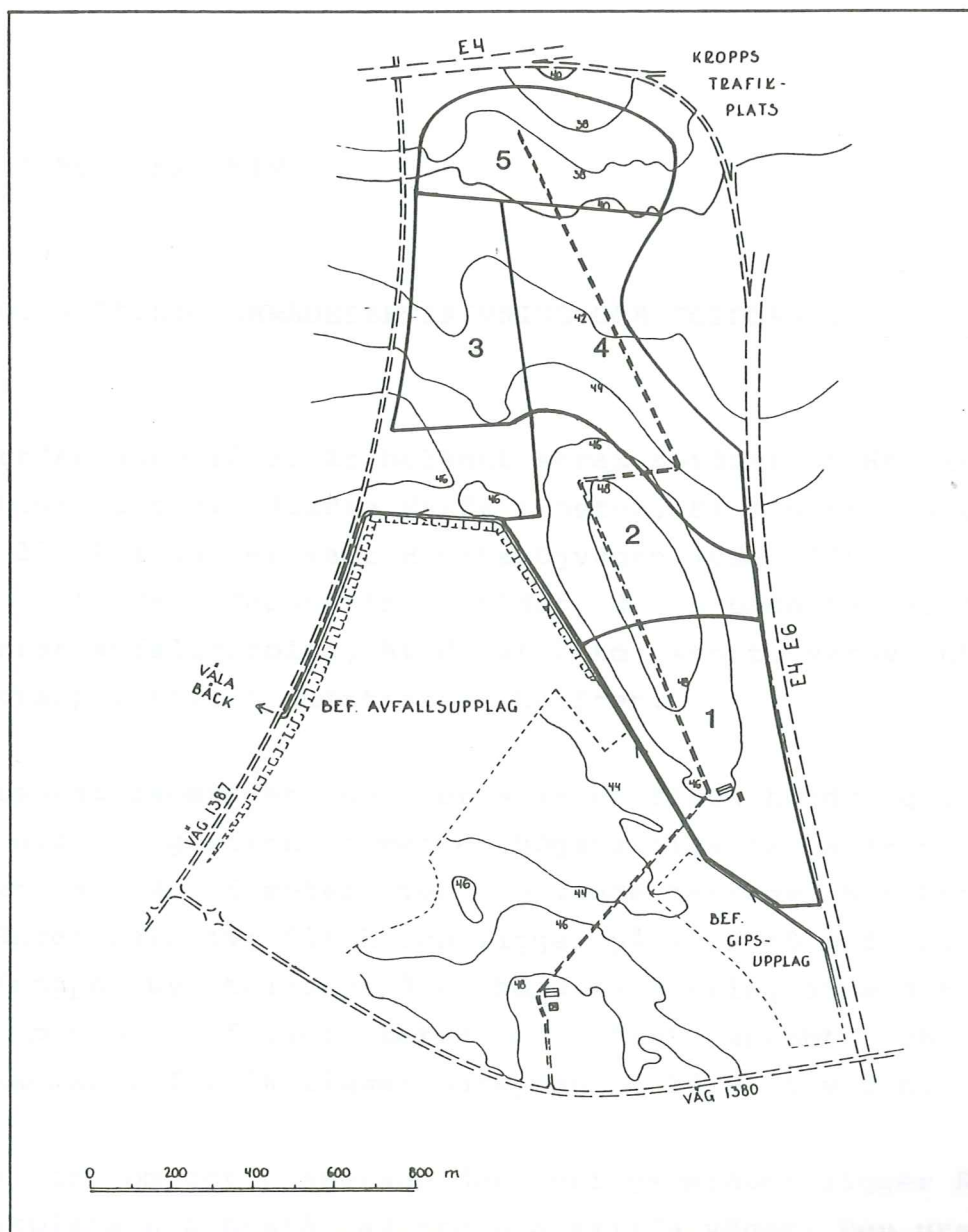 E4
KROPPS
TRAFIK-
PLATS
40
38
5
38
40
42
3
4
44
46
46
48
46
2
E4 E6
VÅLA
BÄCK
BEF. AVFALLSUPPLAG
48
1
44
46
VÄG 1387
44
46
46
BEF.
GIPS-
UPPLAG
48
VÄG 1380
0 200 400 600 800 m